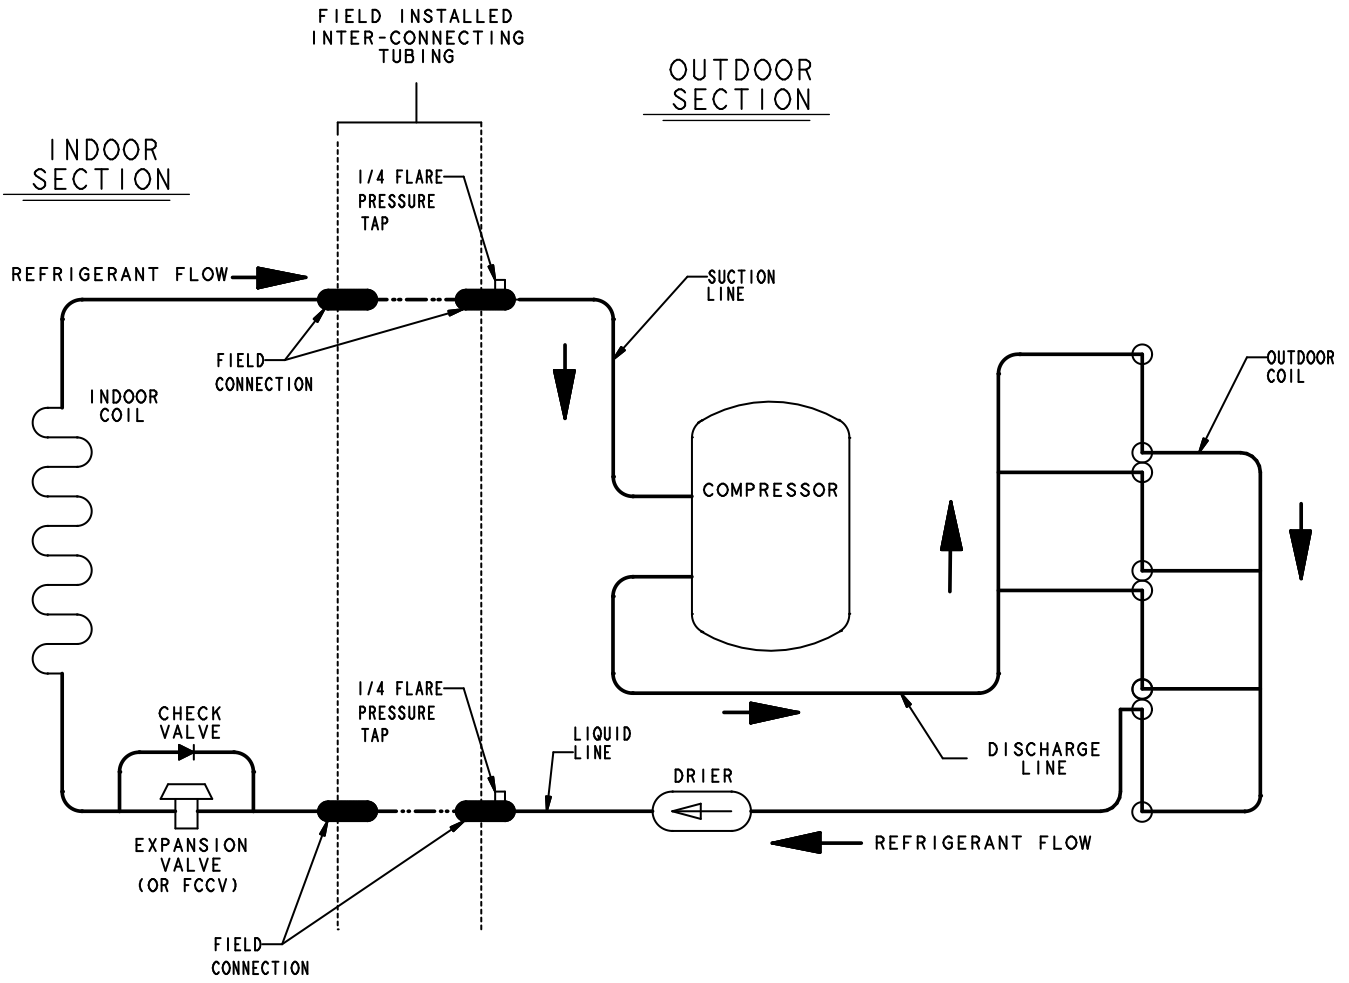 FIELD INSTALLED
INTER-CONNECTING
TUBING
OUTDOOR
SECTION
INDOOR
SECTION
1/4 FLARE
PRESSURE
TAP
REFRIGERANT FLOW
SUCTION
LINE
FIELD
CONNECTION
OUTDOOR
COIL
INDOOR
COIL
COMPRESSOR
1/4 FLARE
PRESSURE
TAP
CHECK
VALVE
LIQUID
LINE
DISCHARGE
LINE
DRIER
EXPANSION
VALVE
(OR FCCV)
REFRIGERANT FLOW
FIELD
CONNECTION